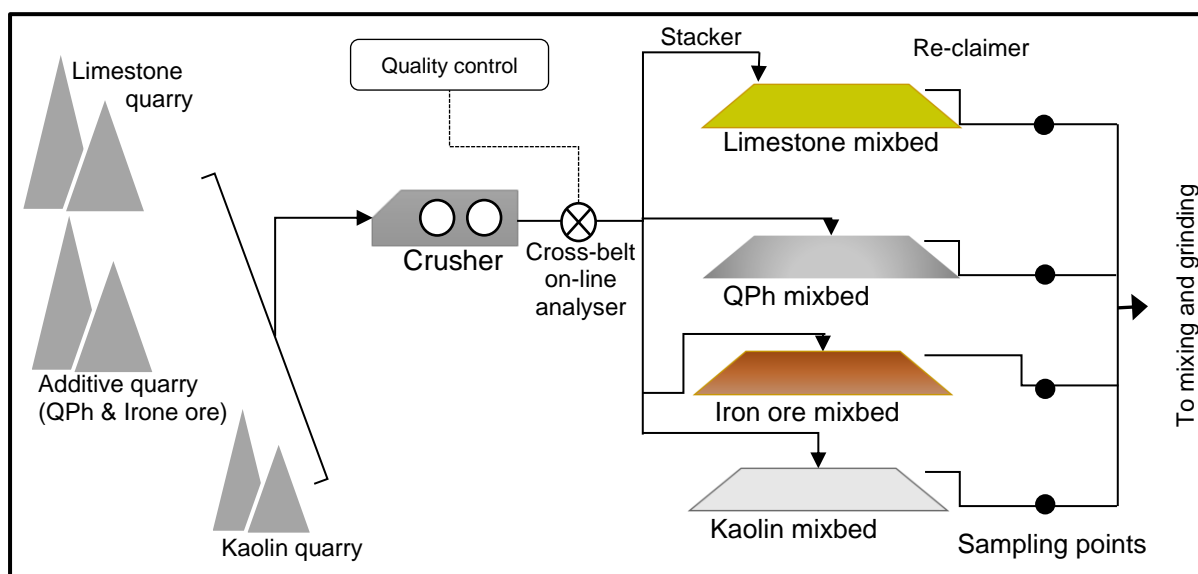 Limestone
quarry
Additive quarry
(QPh & Irone ore)
Kaolin quarry
Quality control
Crusher
Cross-belt
on-line
analyser
Stacker
Re-claimer
Limestone mixbed
QPh mixbed
Iron ore mixbed
Kaolin mixbed
Sampling points
To mixing and grinding